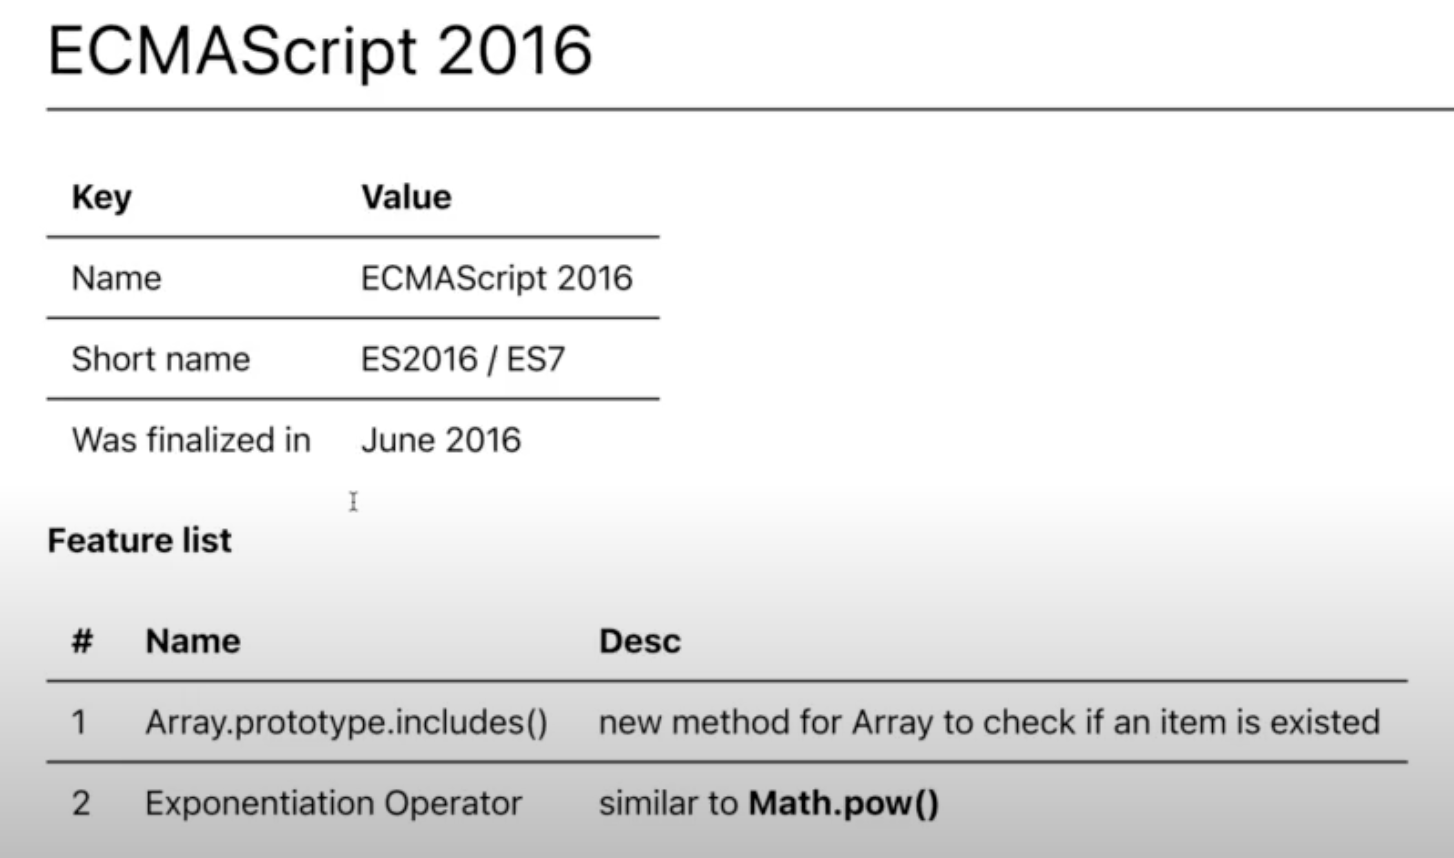 ECMAScript 2016
Key Value
Name ECMAScript 2016
Short name ES2016 / ES7
Was finalized in June 2016
Feature list
# Name Desc
1 Array.prototype.includes() new method for Array to check if an item is existed
2 Exponentiation Operator similar to Math.pow()